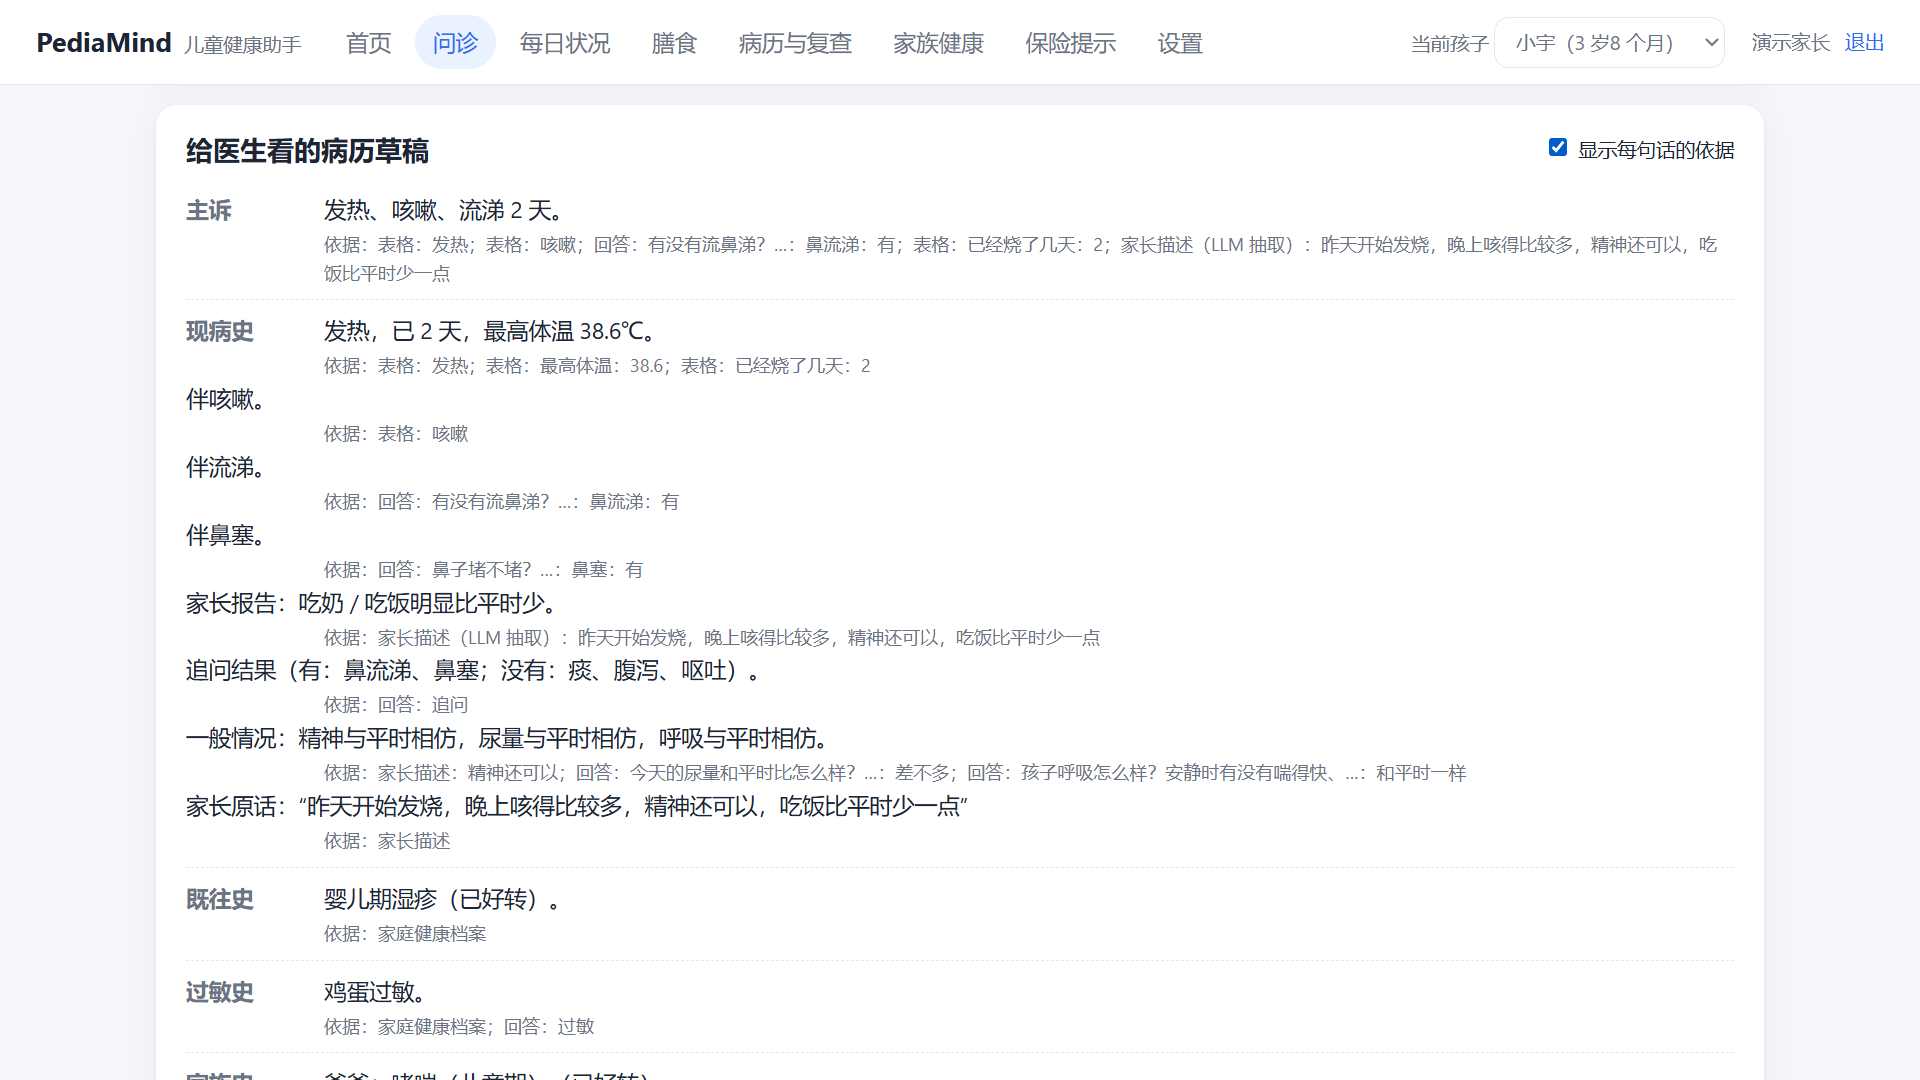 PediaMind 儿童健康助手 首页 问诊 每日状况 膳食 病历与复查 家族健康 保险提示 设置 当前孩子 小宇（3 岁8 个月） 演示家长 退出
给医生看的病历草稿 显示每句话的依据
主诉 发热、咳嗽、流涕 2 天。
依据：表格：发热；表格：咳嗽；回答：有没有流鼻涕？…：鼻流涕：有；表格：已经烧了几天：2；家长描述（LLM 抽取）：昨天开始发烧，晚上咳得比较多，精神还可以，吃
饭比平时少一点
现病史 发热，已 2 天，最高体温 38.6℃。
依据：表格：发热；表格：最高体温：38.6；表格：已经烧了几天：2
伴咳嗽。
依据：表格：咳嗽
伴流涕。
依据：回答：有没有流鼻涕？…：鼻流涕：有
伴鼻塞。
依据：回答：鼻子堵不堵？…：鼻塞：有
家长报告：吃奶 / 吃饭明显比平时少。
依据：家长描述（LLM 抽取）：昨天开始发烧，晚上咳得比较多，精神还可以，吃饭比平时少一点
追问结果（有：鼻流涕、鼻塞；没有：痰、腹泻、呕吐）。
依据：回答：追问
一般情况：精神与平时相仿，尿量与平时相仿，呼吸与平时相仿。
依据：家长描述：精神还可以；回答：今天的尿量和平时比怎么样？…：差不多；回答：孩子呼吸怎么样？安静时有没有喘得快、…：和平时一样
家长原话：“昨天开始发烧，晚上咳得比较多，精神还可以，吃饭比平时少一点”
依据：家长描述
既往史 婴儿期湿疹（已好转）。
依据：家庭健康档案
过敏史 鸡蛋过敏。
依据：家庭健康档案；回答：过敏